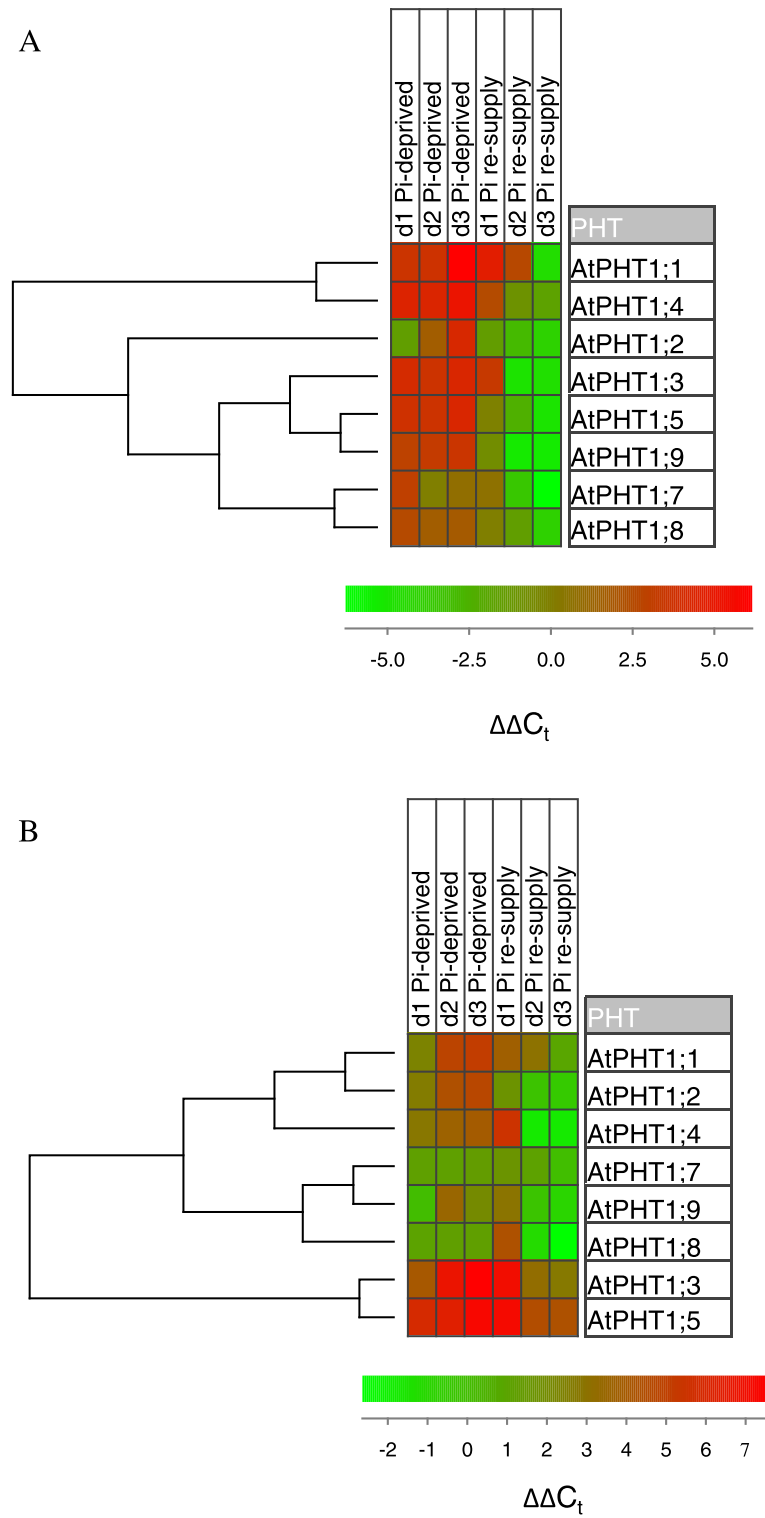 A
d1 Pi-deprived
d2 Pi-deprived
d3 Pi-deprived
d1 Pi re-supply
d2 Pi re-supply
d3 Pi re-supply
PHT
AtPHT1;1
AtPHT1;4
AtPHT1;2
AtPHT1;3
AtPHT1;5
AtPHT1;9
AtPHT1;7
AtPHT1;8
-5.0 -2.5 0.0 2.5 5.0
ΔΔCt
B
d1 Pi-deprived
d2 Pi-deprived
d3 Pi-deprived
d1 Pi re-supply
d2 Pi re-supply
d3 Pi re-supply
PHT
AtPHT1;1
AtPHT1;2
AtPHT1;4
AtPHT1;7
AtPHT1;9
AtPHT1;8
AtPHT1;3
AtPHT1;5
-2 -1 0 1 2 3 4 5 6 7
ΔΔCt